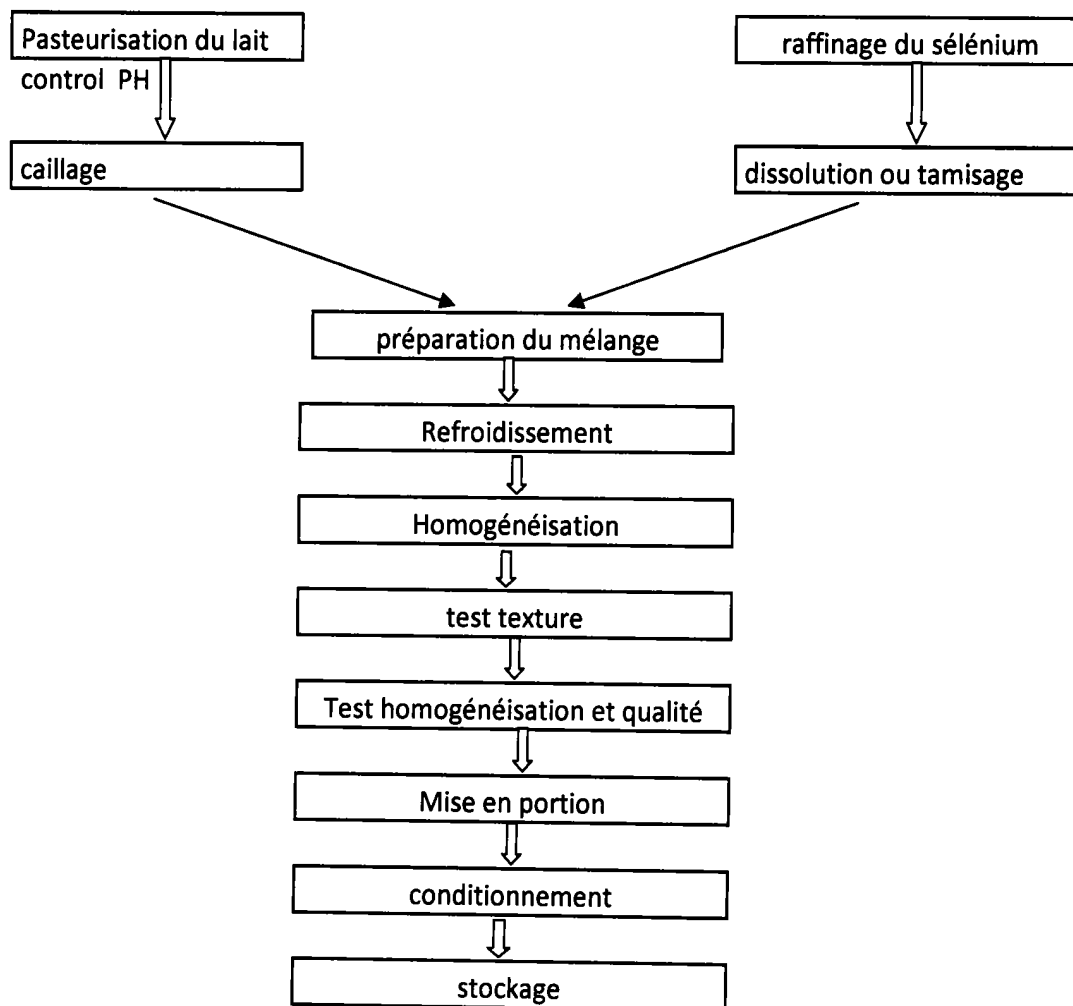 Pasteurisation du lait
control PH
caillage
raffinage du sélénium
dissolution ou tamisage
préparation du mélange
Refroidissement
Homogénéisation
test texture
Test homogénéisation et qualité
Mise en portion
conditionnement
stockage